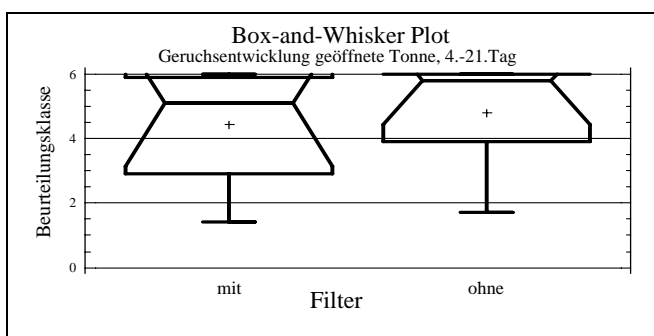 Box-and-Whisker Plot
Geruchsentwicklung geöffnete Tonne, 4.-21.Tag
Beurteilungsklasse
6
4
2
0
mit
ohne
Filter